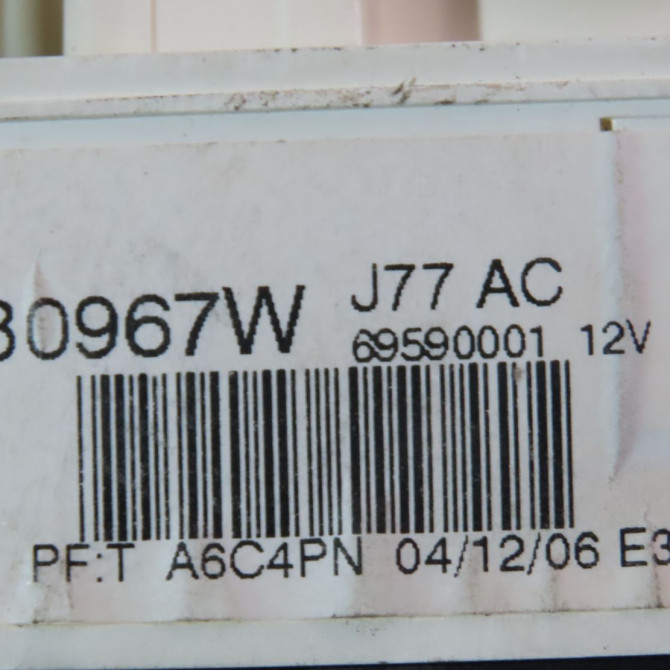 30967W J77 AC
69590001 12V
PF:T A6C4PN 04/12/06 E3